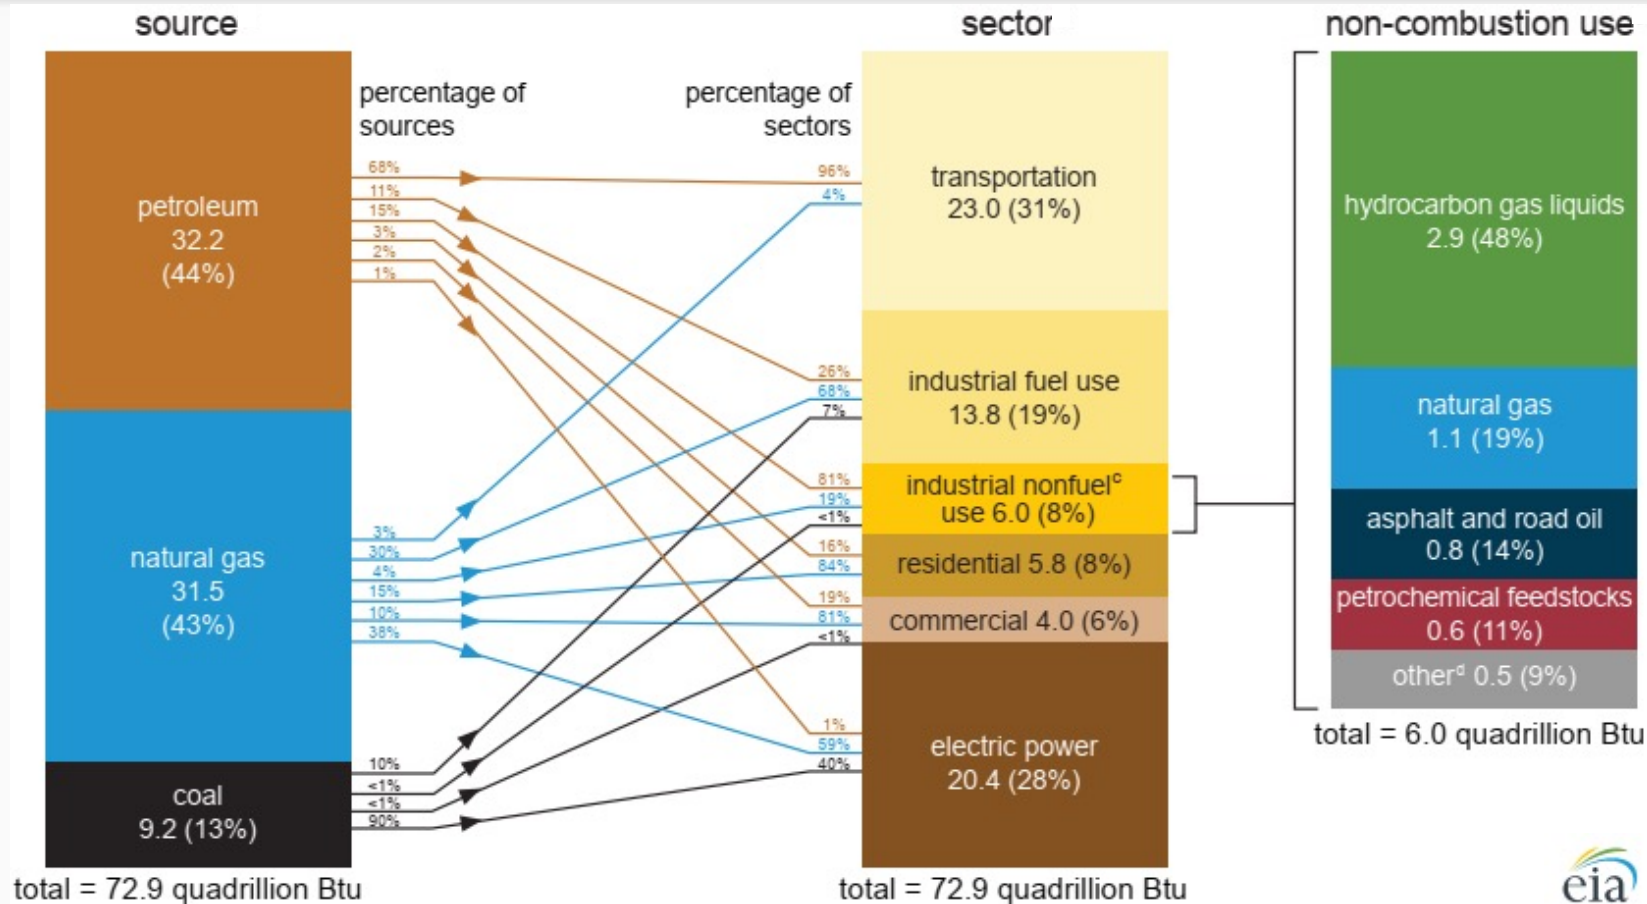 source
sector
non-combustion use
percentage of
sources
percentage of
sectors
petroleum
32.2
(44%)
68%
11%
15%
3%
2%
1%
natural gas
31.5
(43%)
3%
30%
4%
15%
10%
38%
coal
9.2 (13%)
10%
<1%
<1%
90%
total = 72.9 quadrillion Btu
96%
4%
transportation
23.0 (31%)
26%
68%
7%
industrial fuel use
13.8 (19%)
81%
19%
<1%
industrial nonfuelᶜ
use 6.0 (8%)
16%
84%
residential 5.8 (8%)
19%
81%
<1%
commercial 4.0 (6%)
1%
59%
40%
electric power
20.4 (28%)
total = 72.9 quadrillion Btu
hydrocarbon gas liquids
2.9 (48%)
natural gas
1.1 (19%)
asphalt and road oil
0.8 (14%)
petrochemical feedstocks
0.6 (11%)
otherᵈ 0.5 (9%)
total = 6.0 quadrillion Btu
eia